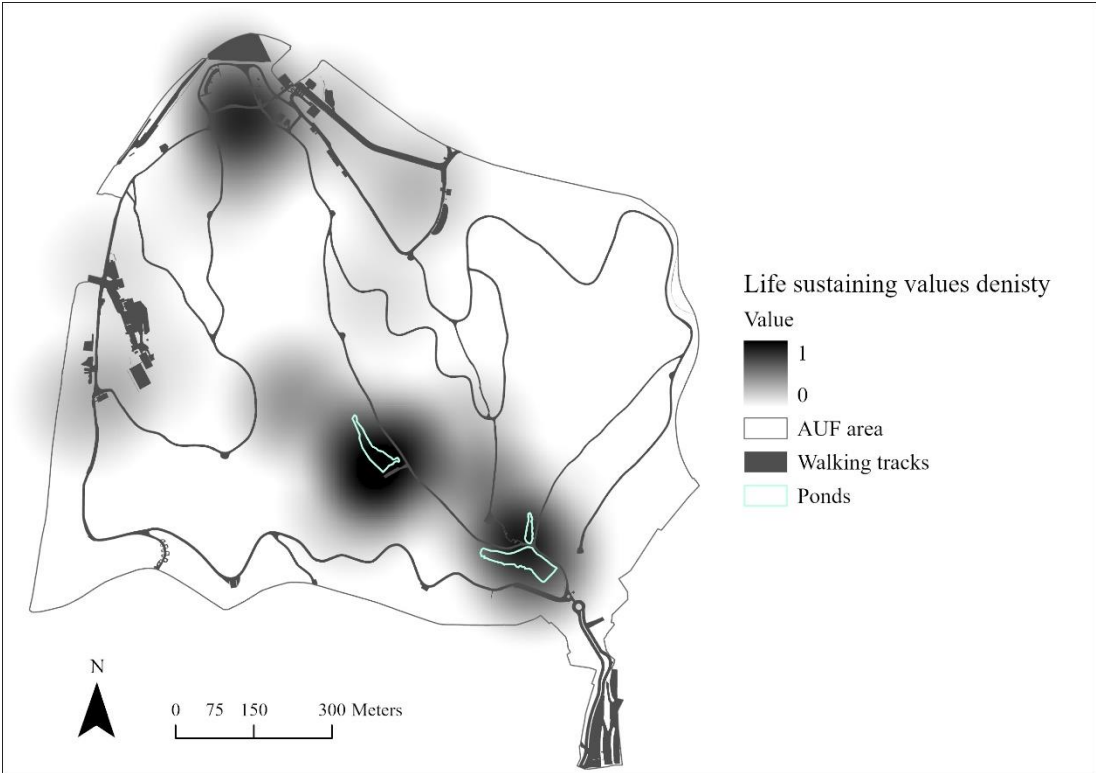 Life sustaining values denisty
Value
1
0
AUF area
Walking tracks
Ponds
N
0 75 150 300 Meters